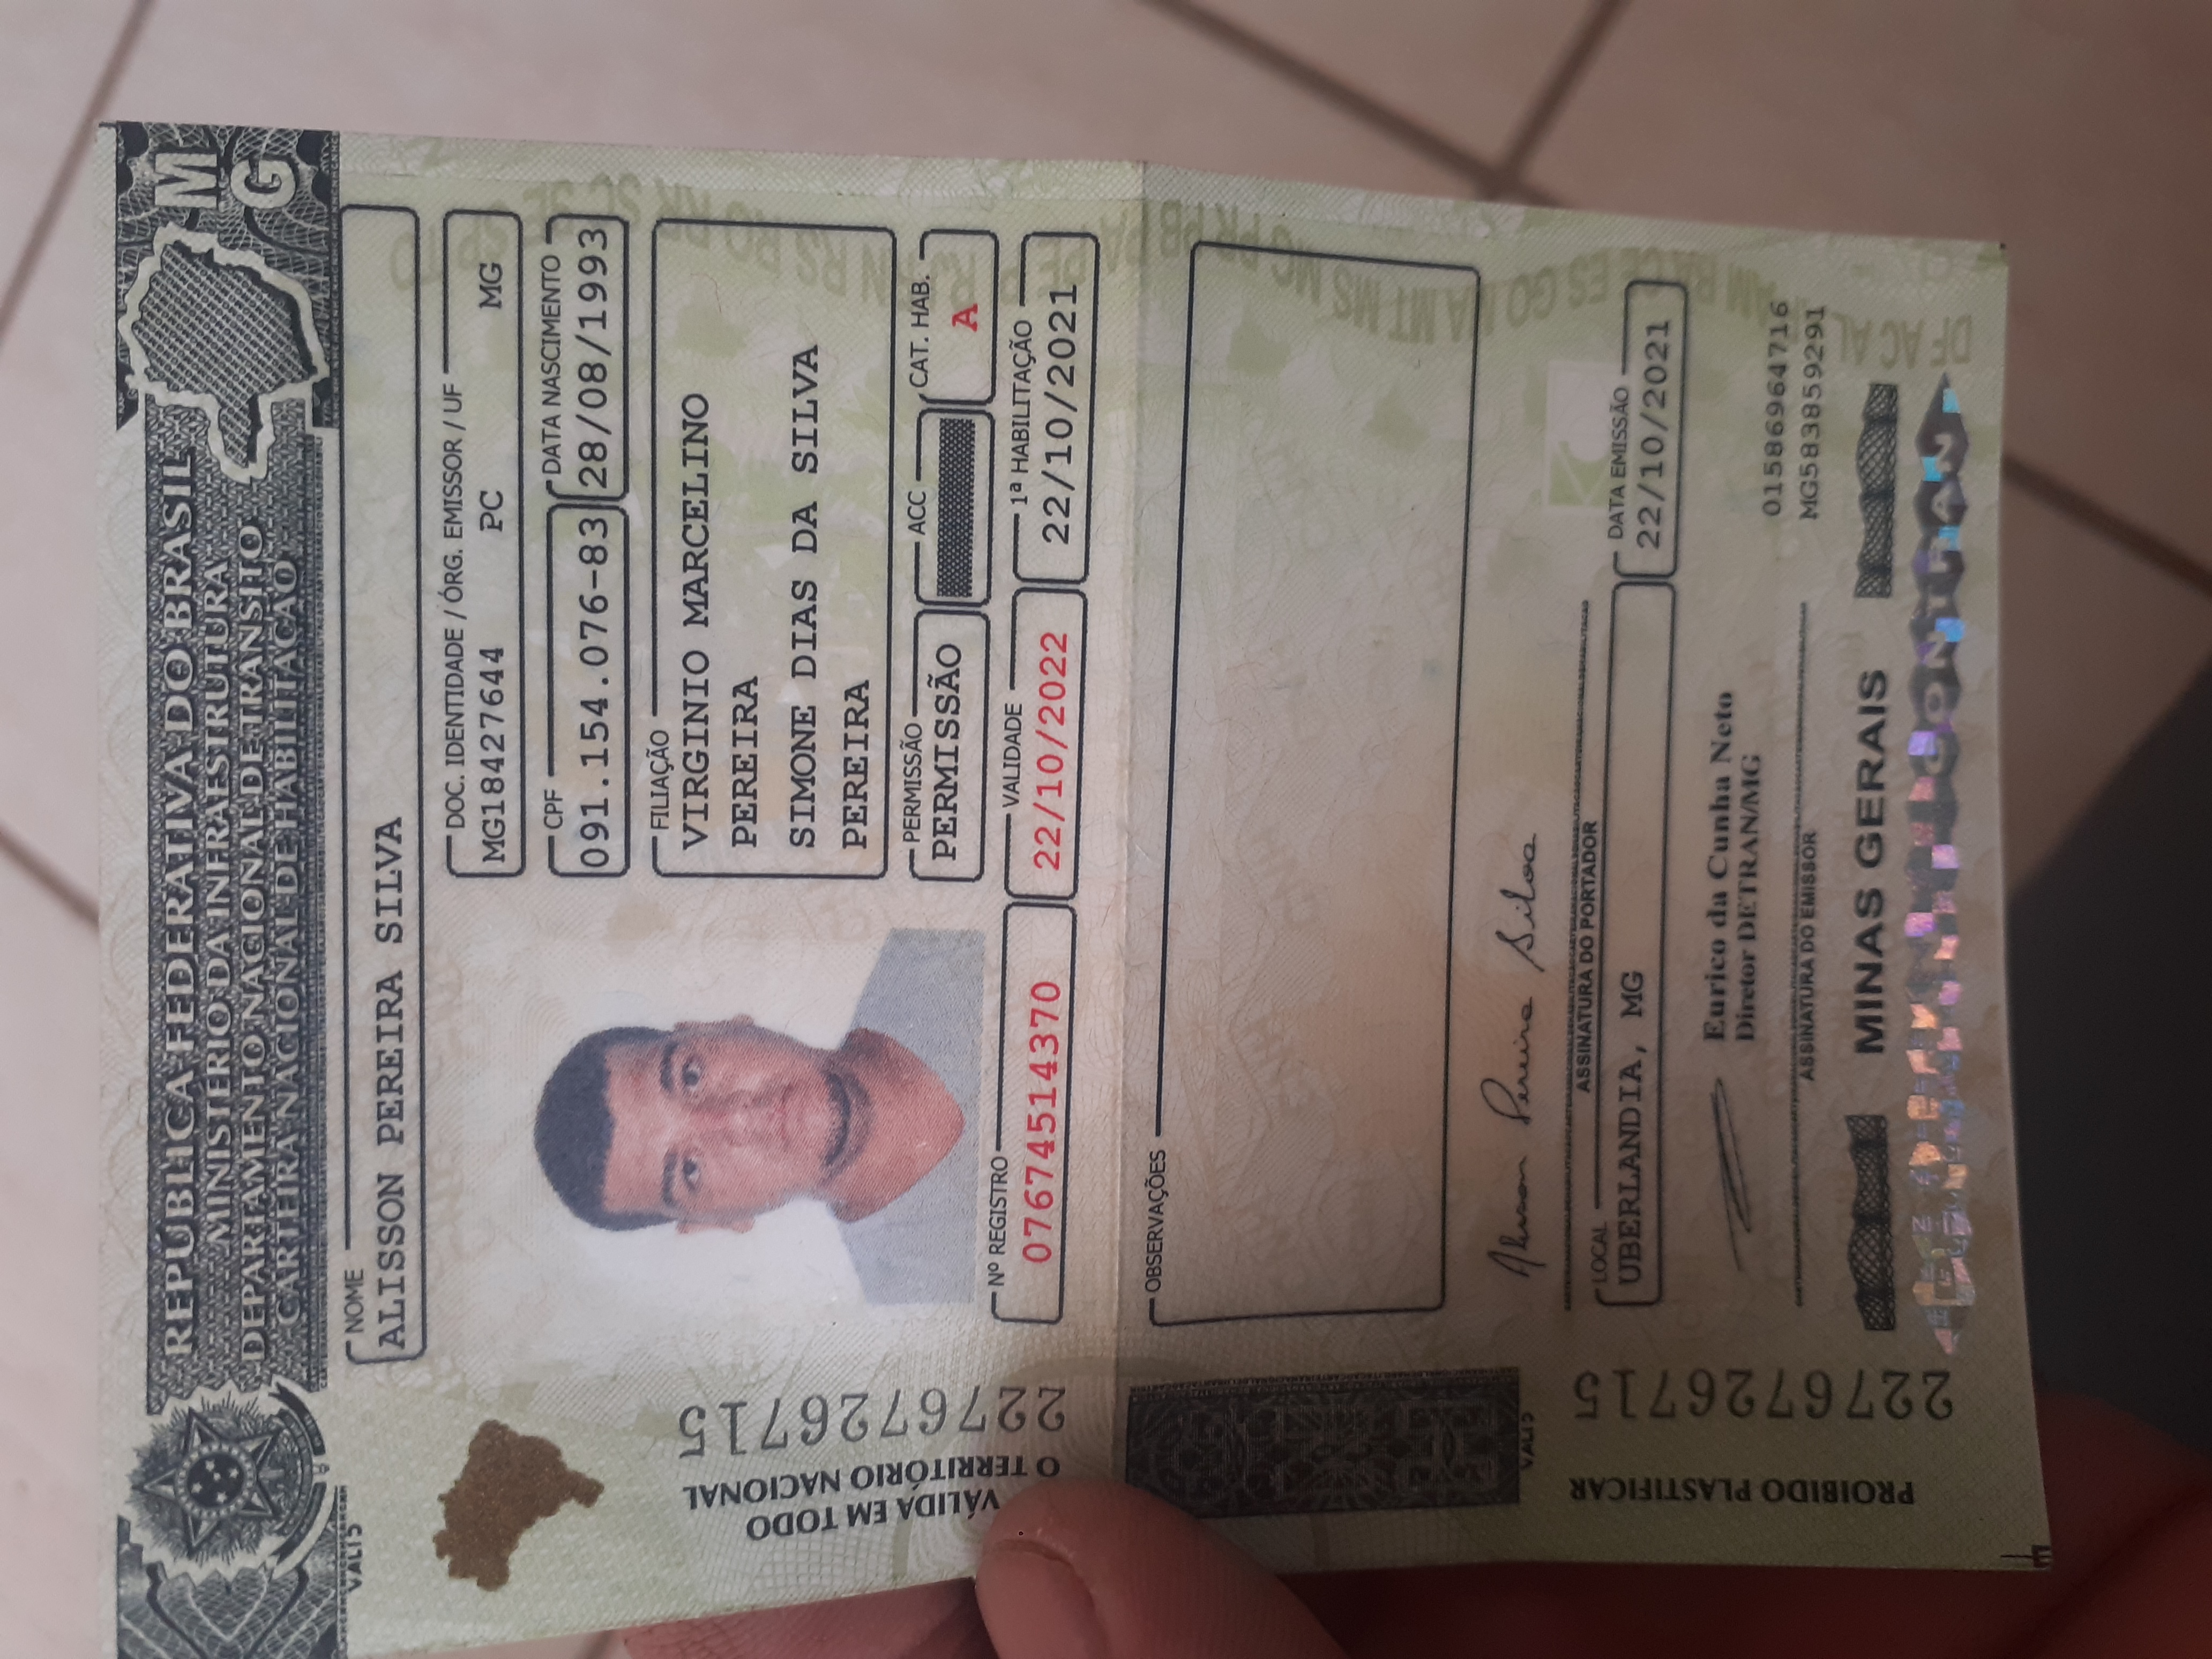 REPÚBLICA FEDERATIVA DO BRASIL
MINISTÉRIO DA INFRAESTRUTURA
DEPARTAMENTO NACIONAL DE TRÂNSITO
CARTEIRA NACIONAL DE HABILITAÇÃO
M
G
NOME
ALISSON PEREIRA SILVA
DOC. IDENTIDADE / ÓRG. EMISSOR / UF
MG18427644 PC MG
CPF
091.154.076-83
DATA NASCIMENTO
28/08/1993
FILIAÇÃO
VIRGINIO MARCELINO
PEREIRA
SIMONE DIAS DA SILVA
PEREIRA
PERMISSÃO
PERMISSÃO
ACC
CAT. HAB.
A
Nº REGISTRO
07674514370
VALIDADE
22/10/2022
1ª HABILITAÇÃO
22/10/2021
VÁLIDA EM TODO
O TERRITÓRIO NACIONAL
2276726715
OBSERVAÇÕES
Alisson Pereira Silva
ASSINATURA DO PORTADOR
LOCAL
UBERLANDIA, MG
DATA EMISSÃO
22/10/2021
Eurico da Cunha Neto
Diretor DETRAN/MG
ASSINATURA DO EMISSOR
01586964716
MG583859291
PROIBIDO PLASTIFICAR
2276726715
MINAS GERAIS
CONTRAN